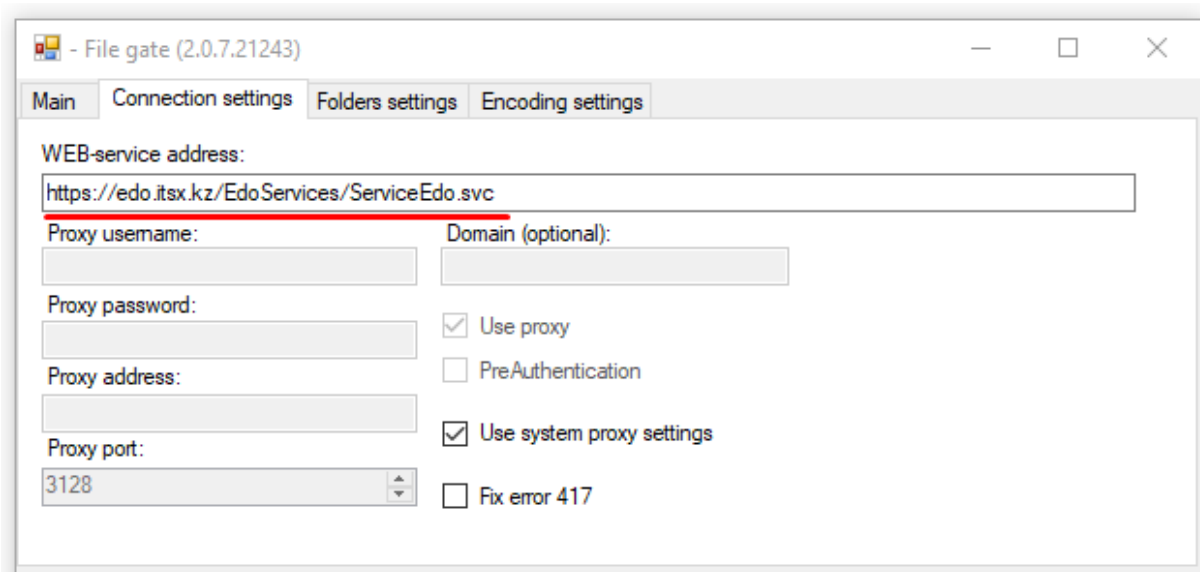 - File gate (2.0.7.21243)
Main Connection settings Folders settings Encoding settings
WEB-service address:
https://edo.itsx.kz/EdoServices/ServiceEdo.svc
Proxy username: Domain (optional):
Proxy password:
Use proxy
PreAuthentication
Proxy address:
Use system proxy settings
Proxy port:
3128
Fix error 417